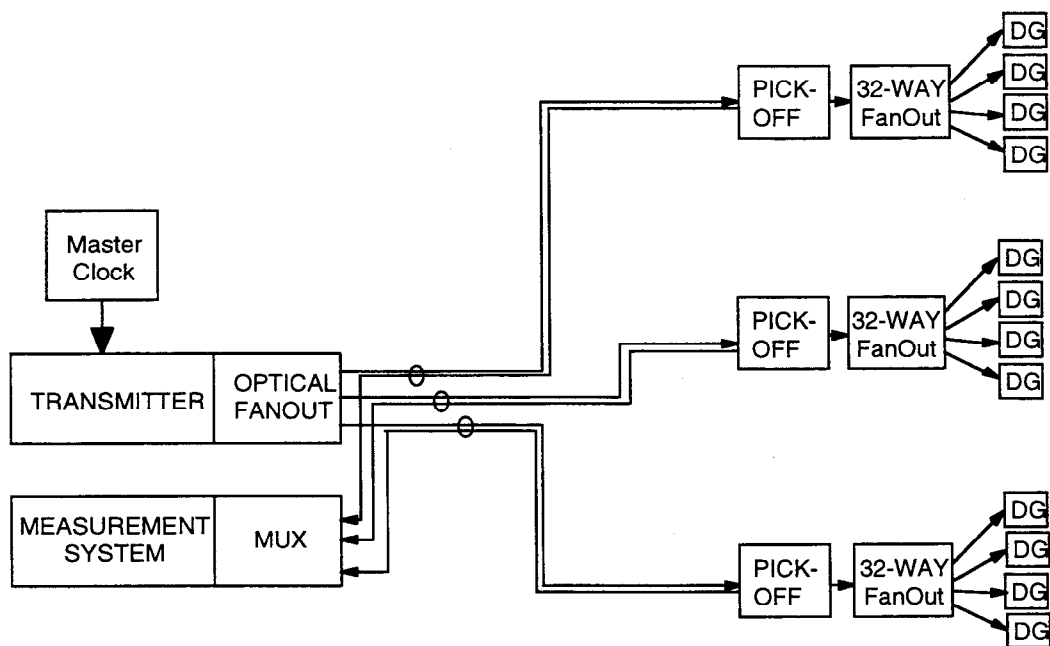 DG
DG
DG
DG
PICK-
OFF
32-WAY
FanOut
Master
Clock
DG
DG
DG
DG
PICK-
OFF
32-WAY
FanOut
TRANSMITTER
OPTICAL
FANOUT
MEASUREMENT
SYSTEM
MUX
DG
DG
DG
DG
PICK-
OFF
32-WAY
FanOut